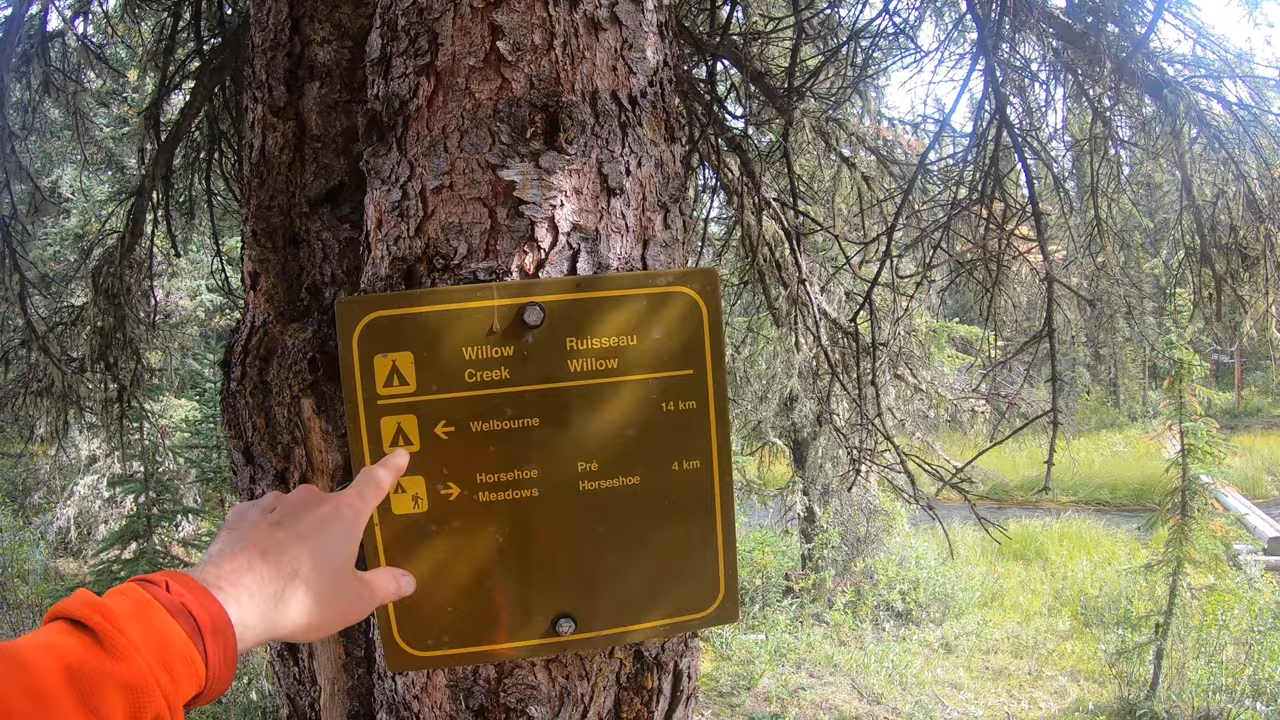 Willow Ruisseau
Creek Willow
Welbourne 14 km
Horsehoe Pré 4 km
Meadows Horseshoe